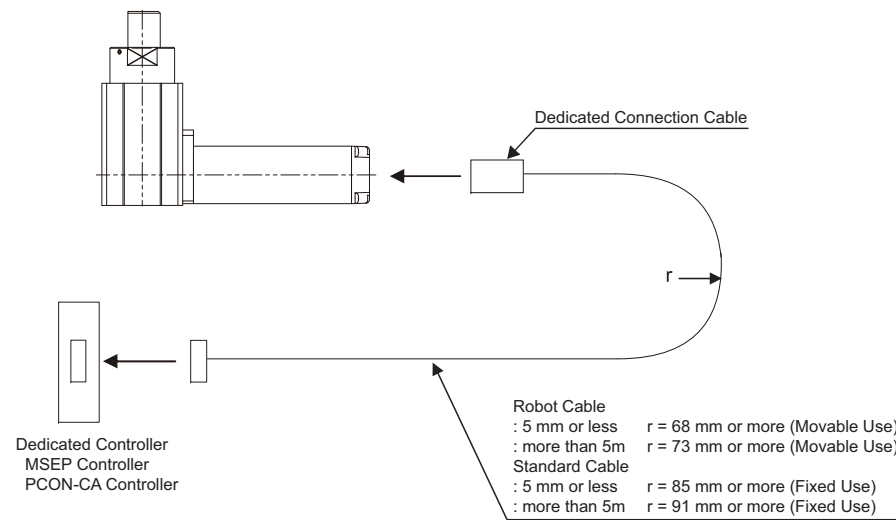 Dedicated Connection Cable
r
Robot Cable
: 5 mm or less r = 68 mm or more (Movable Use)
: more than 5m r = 73 mm or more (Movable Use)
Standard Cable
: 5 mm or less r = 85 mm or more (Fixed Use)
: more than 5m r = 91 mm or more (Fixed Use)
Dedicated Controller
MSEP Controller
PCON-CA Controller